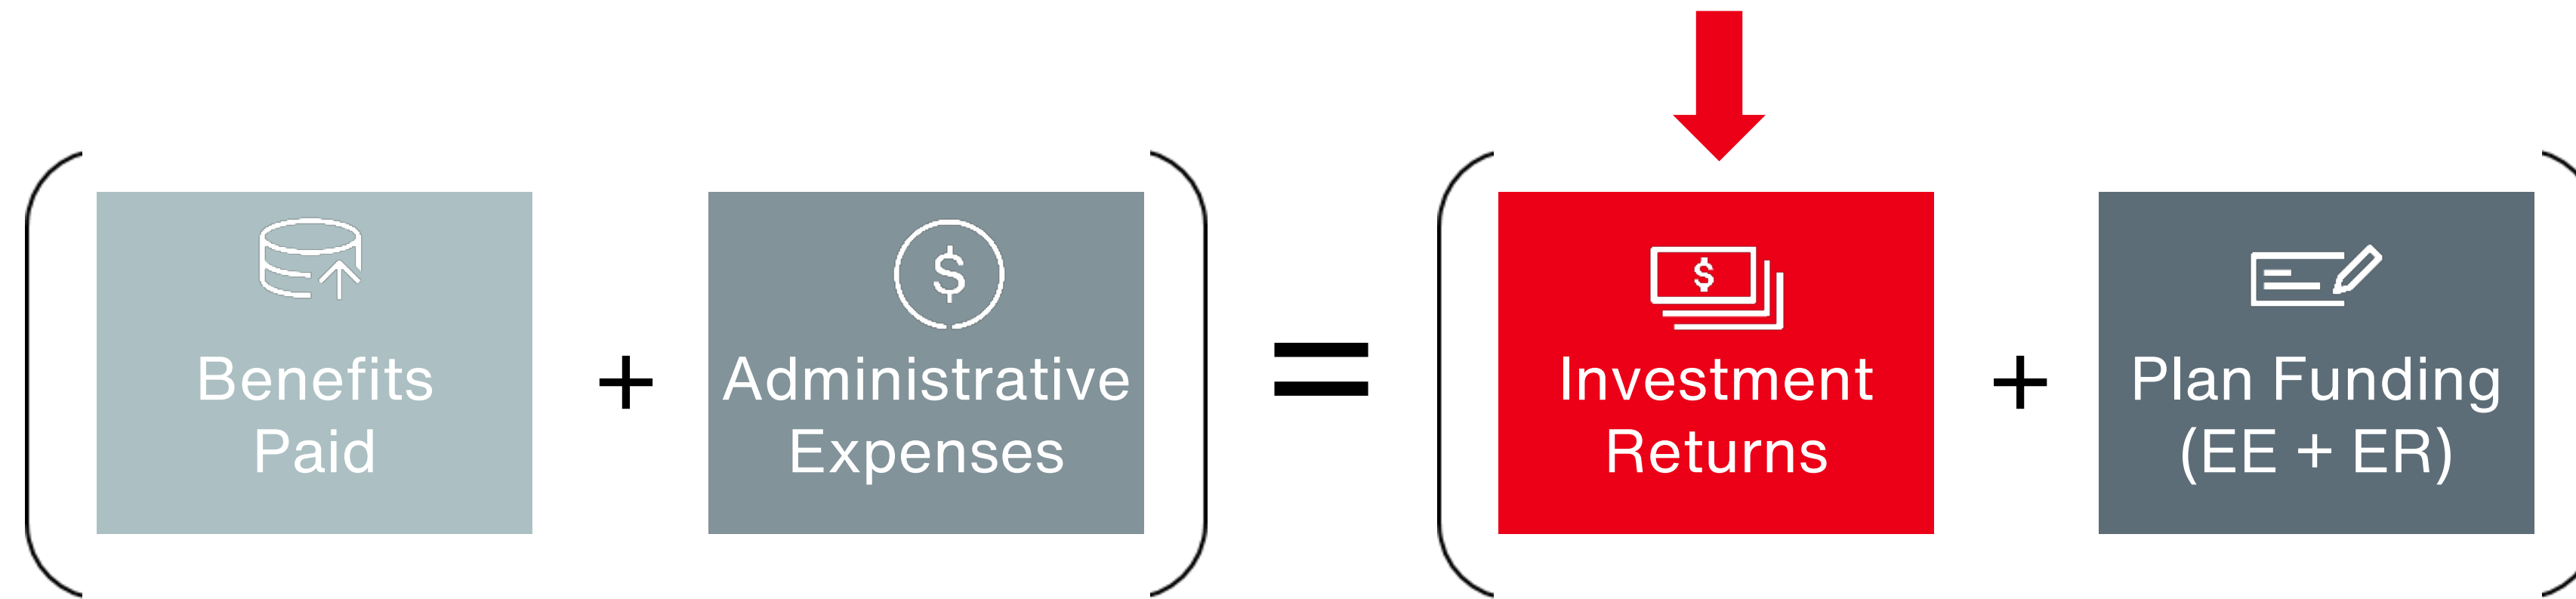 $
$
Benefits
Paid
+
Administrative
Expenses
=
Investment
Returns
+
Plan Funding
(EE + ER)